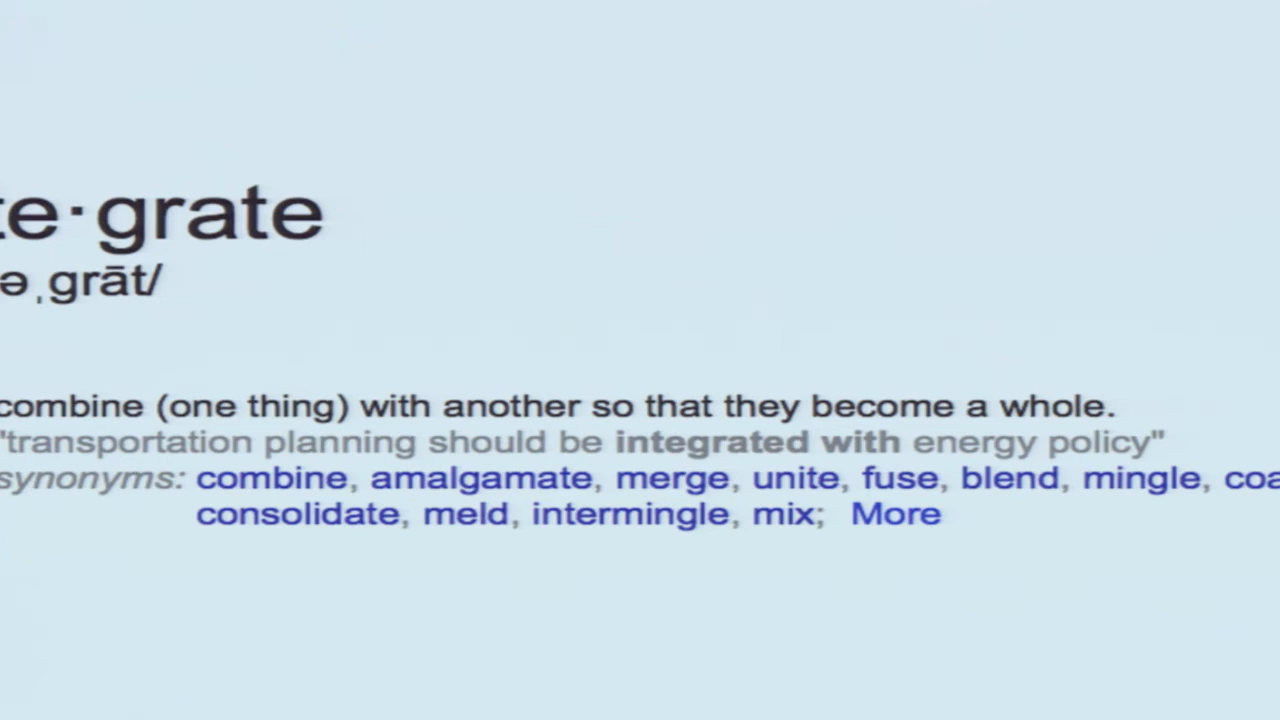 te·grate
ə ˌgrāt/
combine (one thing) with another so that they become a whole.
"transportation planning should be integrated with energy policy"
synonyms: combine, amalgamate, merge, unite, fuse, blend, mingle, coa
consolidate, meld, intermingle, mix; More